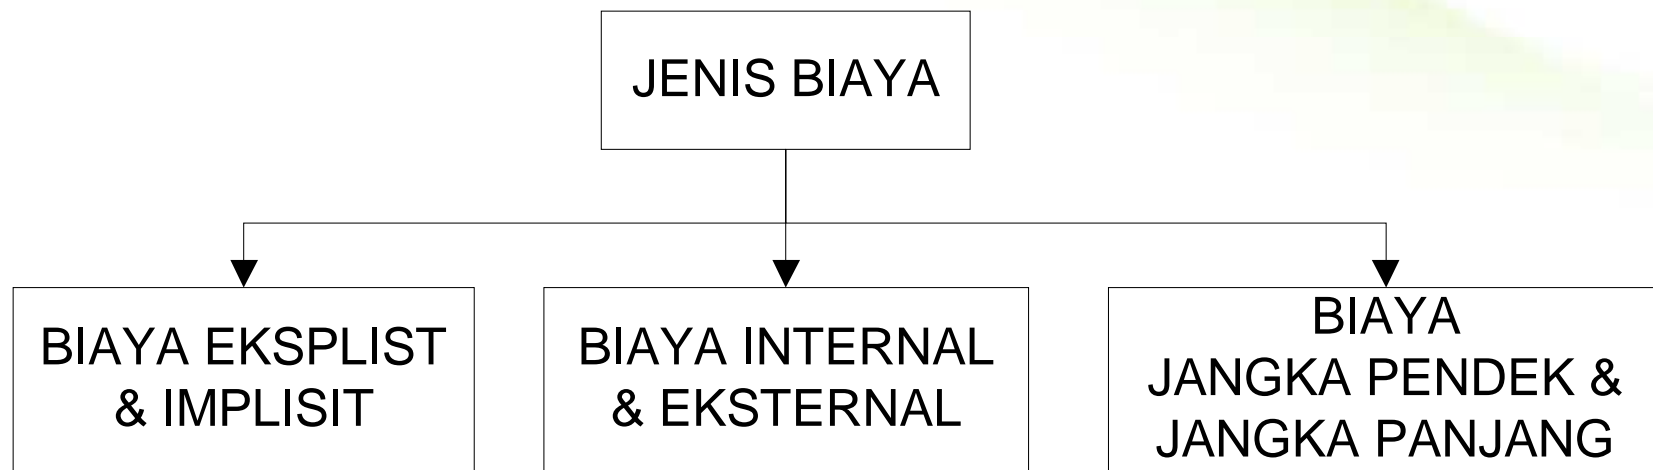 JENIS BIAYA
BIAYA EKSPLIST
& IMPLISIT
BIAYA INTERNAL
& EKSTERNAL
BIAYA
JANGKA PENDEK &
JANGKA PANJANG